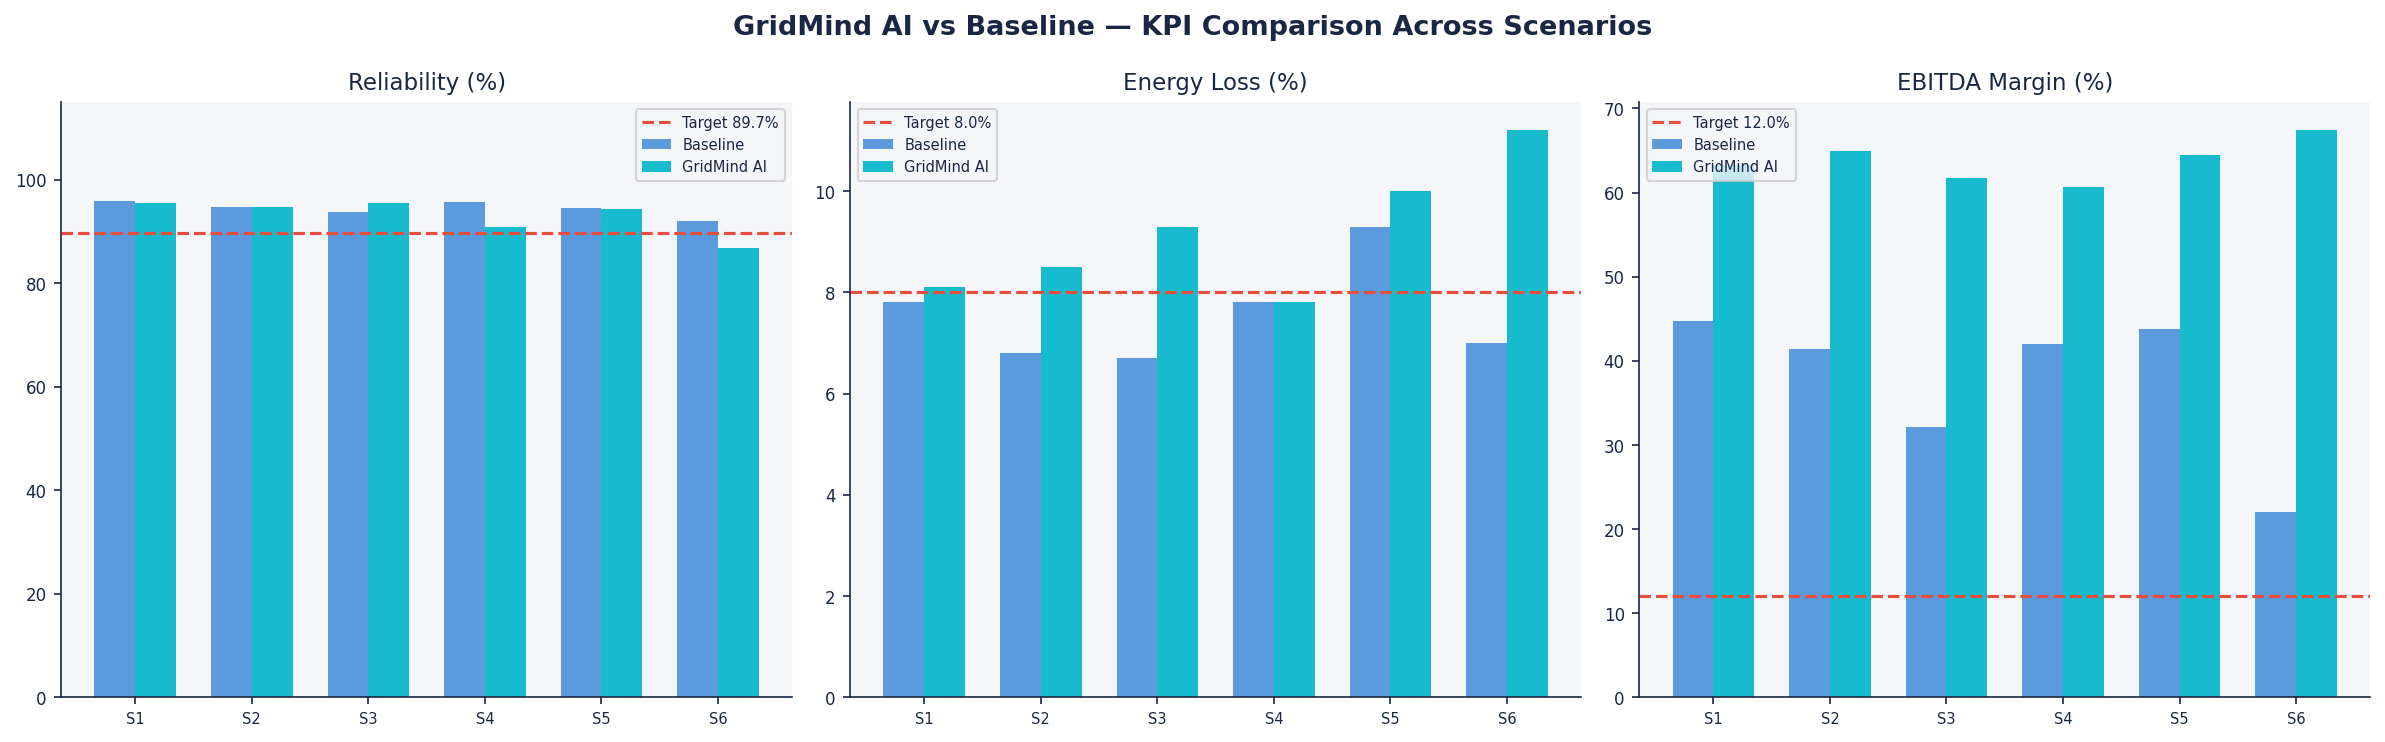 GridMind AI vs Baseline — KPI Comparison Across Scenarios
Reliability (%)
Target 89.7%
Baseline
GridMind AI
100
80
60
40
20
0
S1 S2 S3 S4 S5 S6
Energy Loss (%)
Target 8.0%
Baseline
GridMind AI
10
8
6
4
2
0
S1 S2 S3 S4 S5 S6
EBITDA Margin (%)
Target 12.0%
Baseline
GridMind AI
70
60
50
40
30
20
10
0
S1 S2 S3 S4 S5 S6